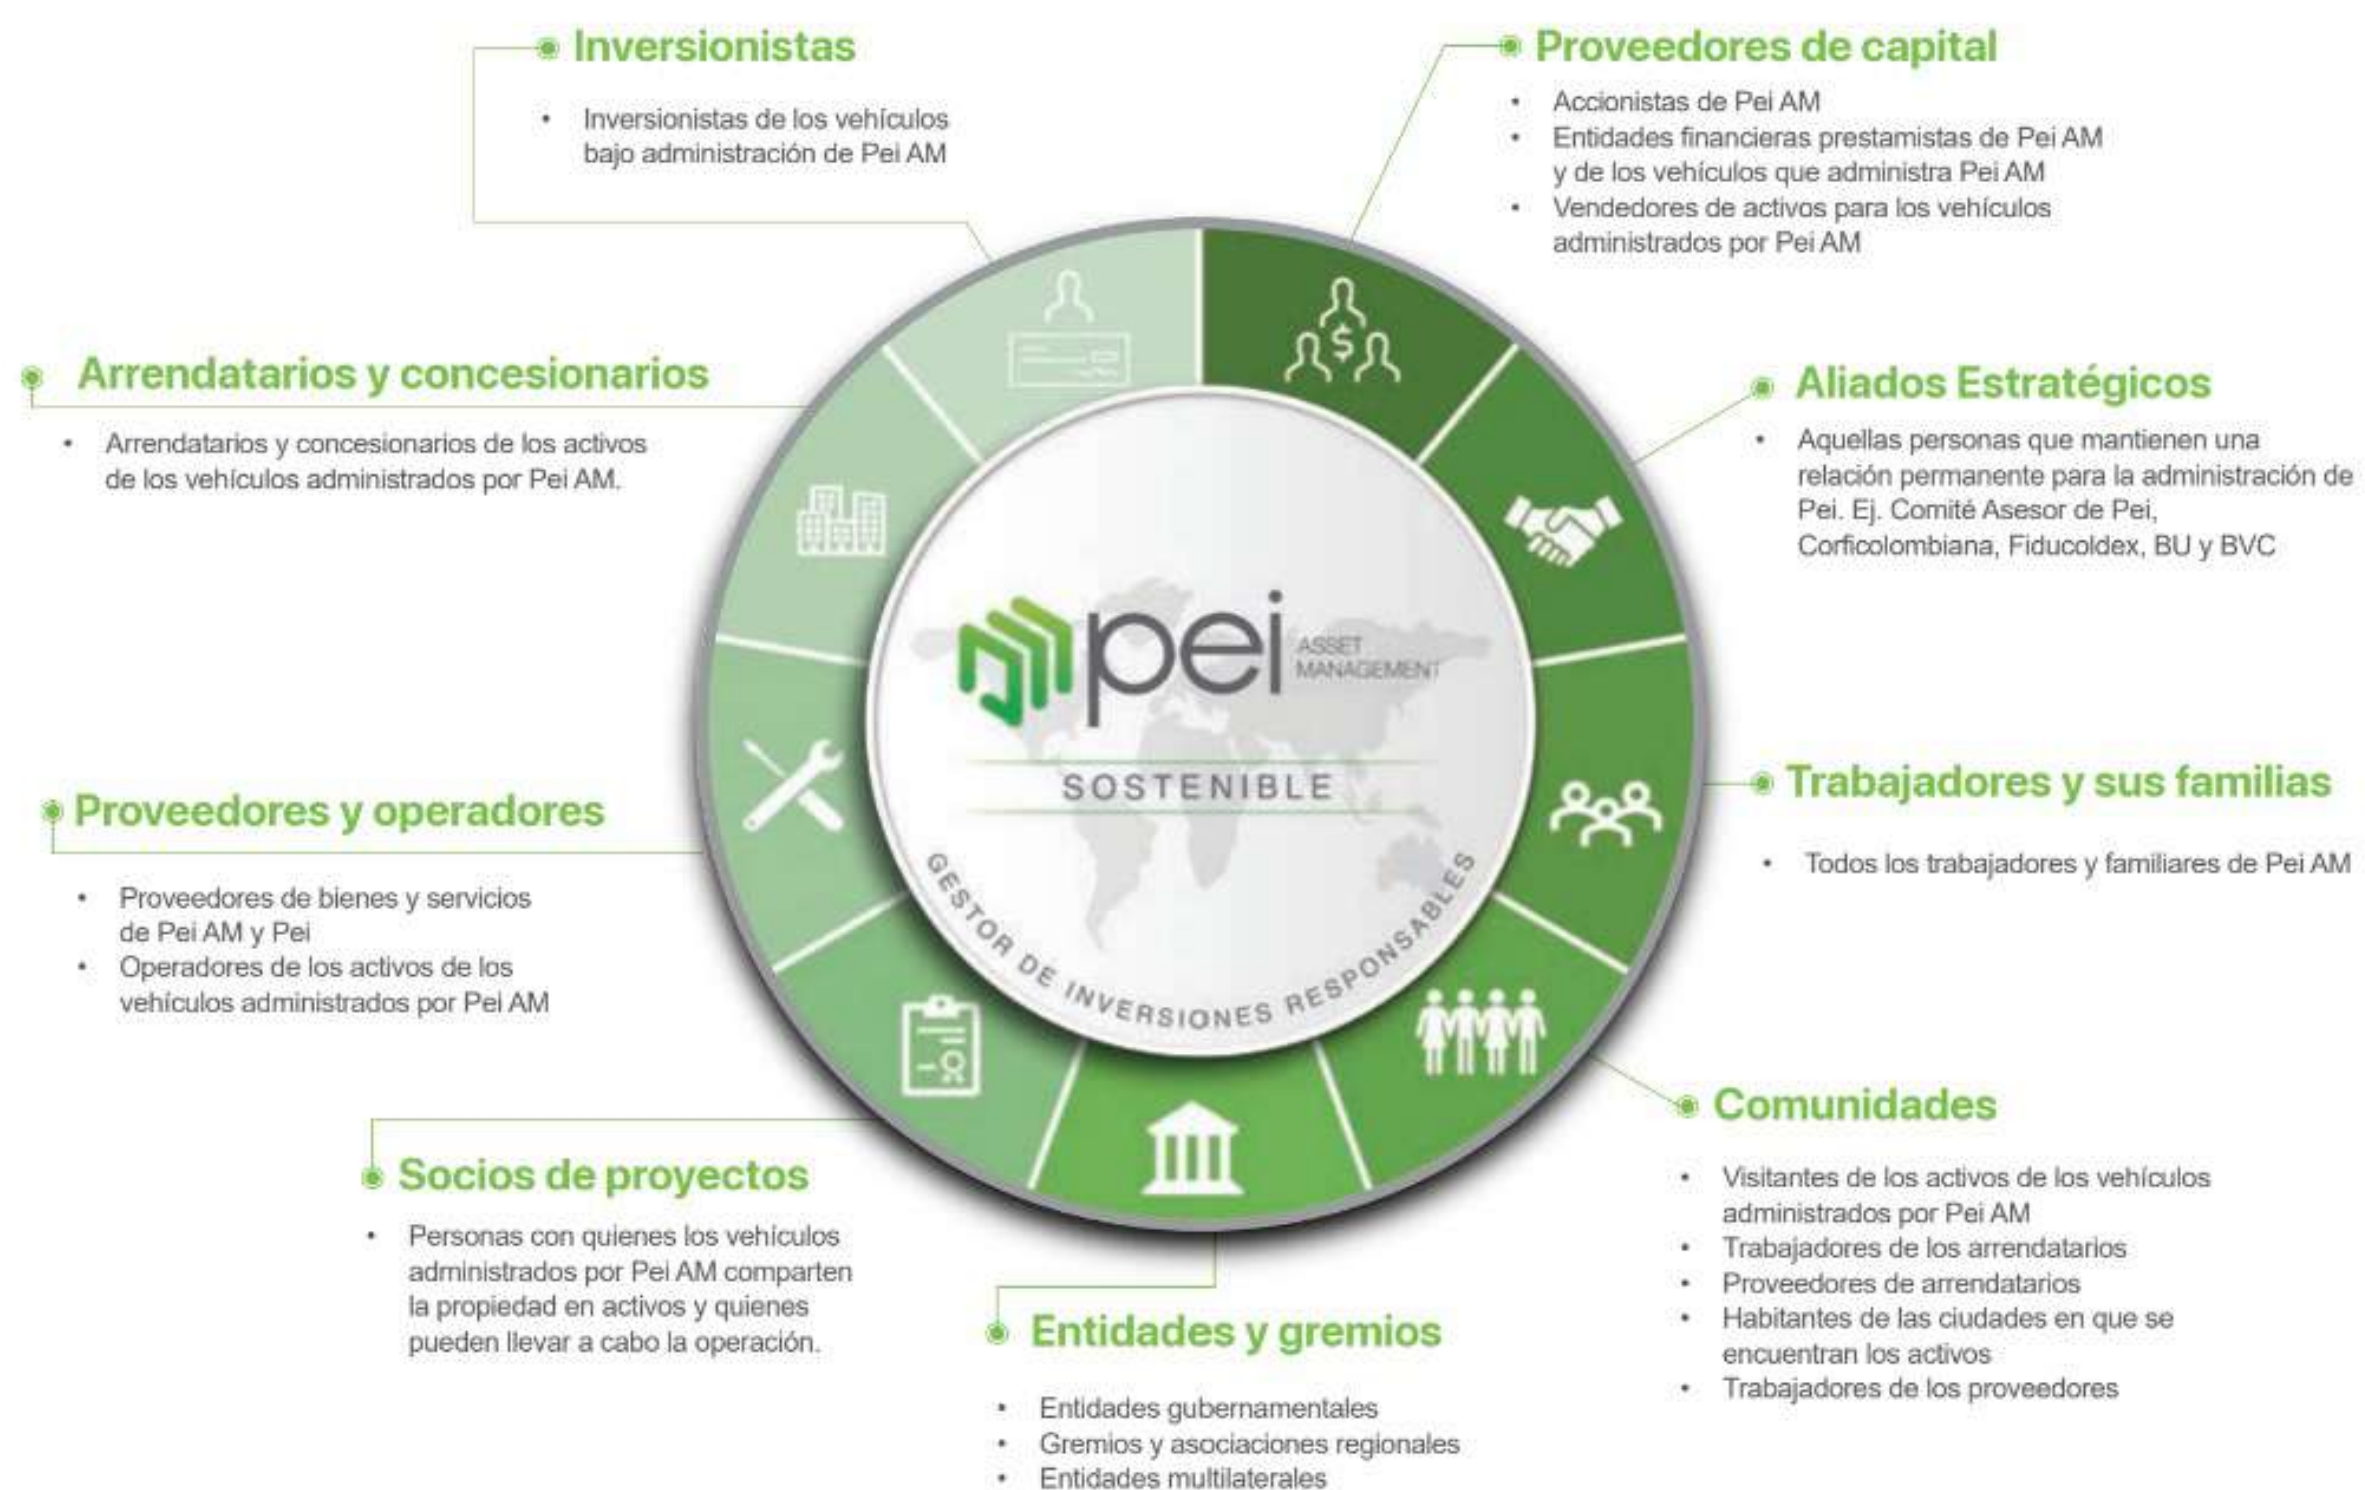 Inversionistas
• Inversionistas de los vehículos
bajo administración de Pei AM
Proveedores de capital
• Accionistas de Pei AM
• Entidades financieras prestamistas de Pei AM
y de los vehículos que administra Pei AM
• Vendedores de activos para los vehículos
administrados por Pei AM
Arrendatarios y concesionarios
• Arrendatarios y concesionarios de los activos
de los vehículos administrados por Pei AM.
Aliados Estratégicos
• Aquellas personas que mantienen una
relación permanente para la administración de
Pei. Ej. Comité Asesor de Pei,
Corficolombiana, Fiducoldex, BU y BVC
pei
ASSET
MANAGEMENT
SOSTENIBLE
GESTOR DE INVERSIONES RESPONSABLES
$
Proveedores y operadores
• Proveedores de bienes y servicios
de Pei AM y Pei
• Operadores de los activos de los
vehículos administrados por Pei AM
Trabajadores y sus familias
• Todos los trabajadores y familiares de Pei AM
Socios de proyectos
• Personas con quienes los vehículos
administrados por Pei AM comparten
la propiedad en activos y quienes
pueden llevar a cabo la operación.
Comunidades
• Visitantes de los activos de los vehículos
administrados por Pei AM
• Trabajadores de los arrendatarios
• Proveedores de arrendatarios
• Habitantes de las ciudades en que se
encuentran los activos
• Trabajadores de los proveedores
Entidades y gremios
• Entidades gubernamentales
• Gremios y asociaciones regionales
• Entidades multilaterales